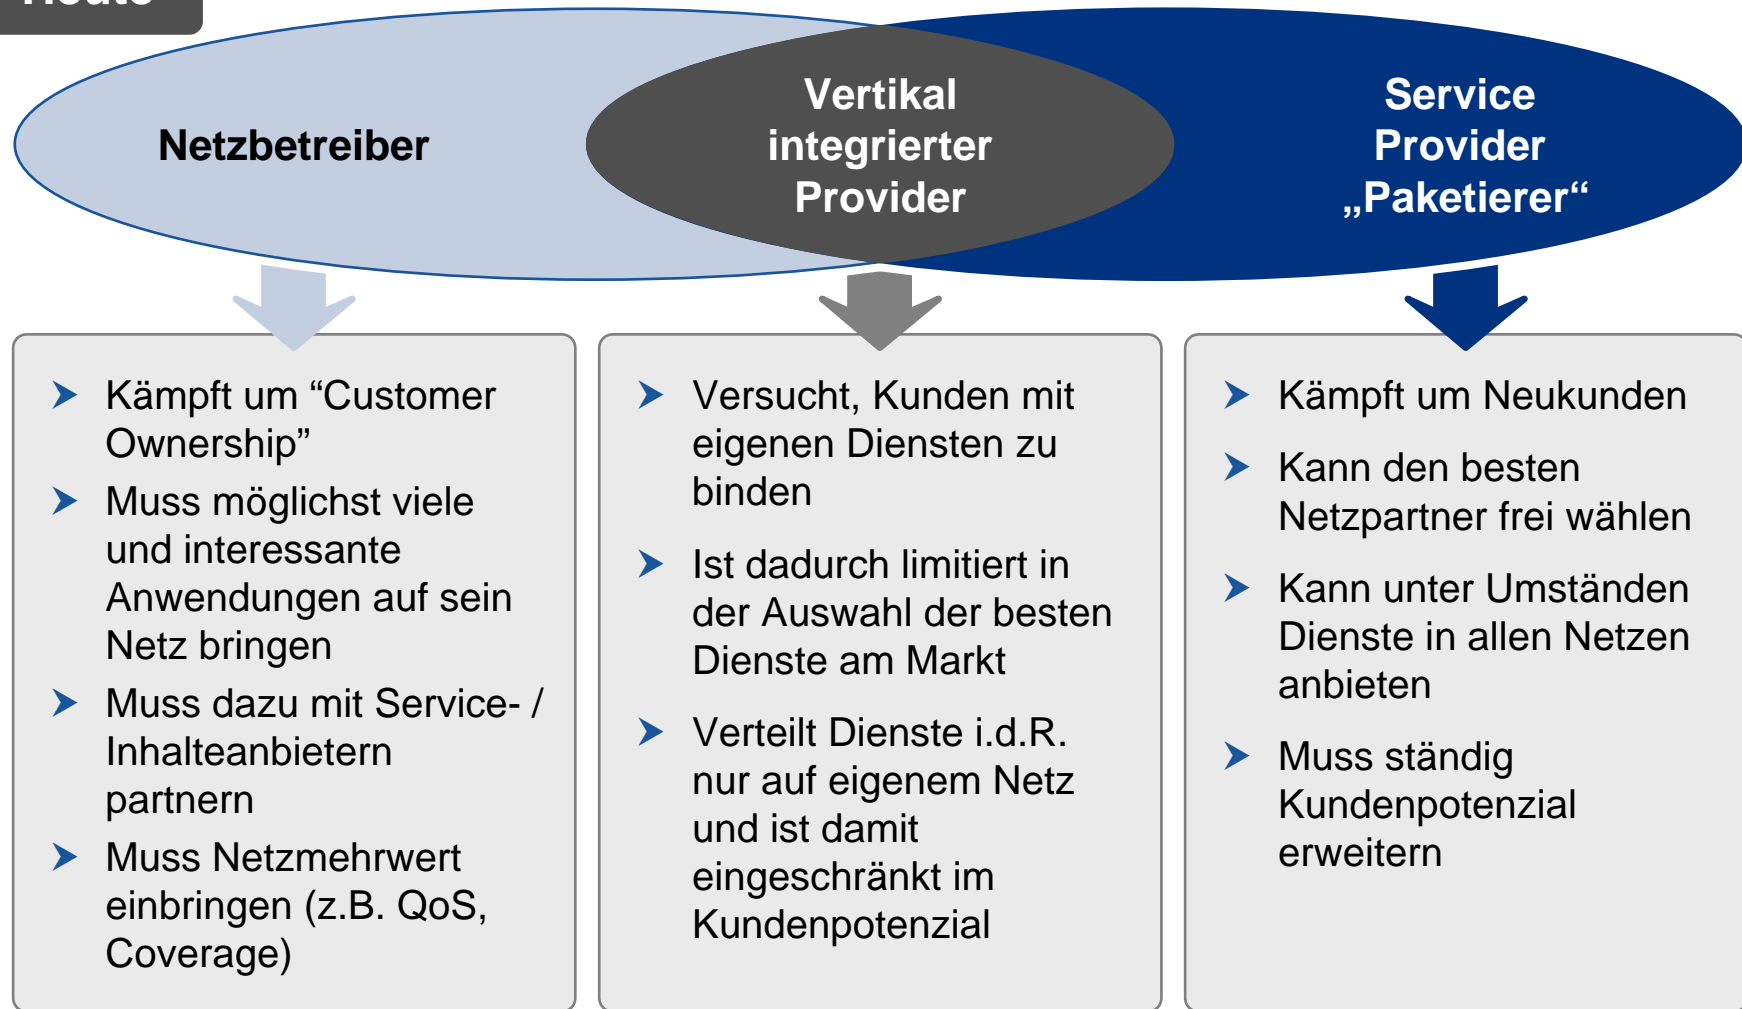 Heute
Netzbetreiber
Vertikal
integrierter
Provider
Service
Provider
„Paketierer“
Kämpft um “Customer
Ownership”
Muss möglichst viele
und interessante
Anwendungen auf sein
Netz bringen
Muss dazu mit Service- /
Inhalteanbietern
partnern
Muss Netzmehrwert
einbringen (z.B. QoS,
Coverage)
Versucht, Kunden mit
eigenen Diensten zu
binden
Ist dadurch limitiert in
der Auswahl der besten
Dienste am Markt
Verteilt Dienste i.d.R.
nur auf eigenem Netz
und ist damit
eingeschränkt im
Kundenpotenzial
Kämpft um Neukunden
Kann den besten
Netzpartner frei wählen
Kann unter Umständen
Dienste in allen Netzen
anbieten
Muss ständig
Kundenpotenzial
erweitern